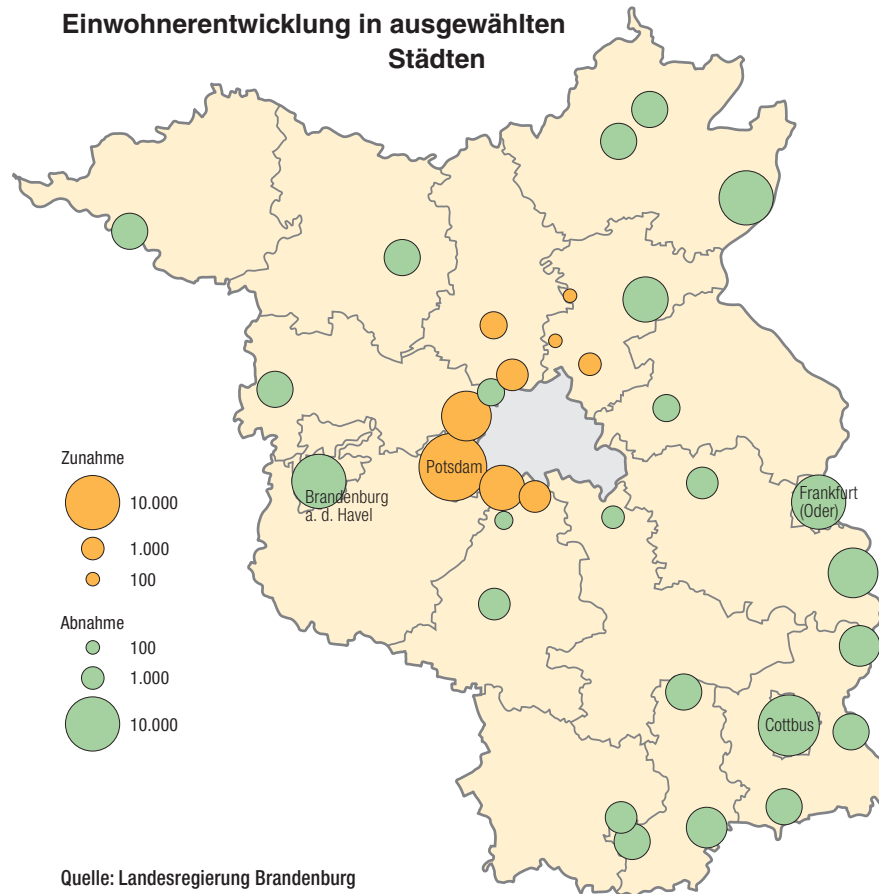 Einwohnerentwicklung in ausgewählten
Städten
Zunahme
10.000
1.000
100
Abnahme
100
1.000
10.000
Potsdam
Brandenburg
a. d. Havel
Frankfurt
(Oder)
Cottbus
Quelle: Landesregierung Brandenburg